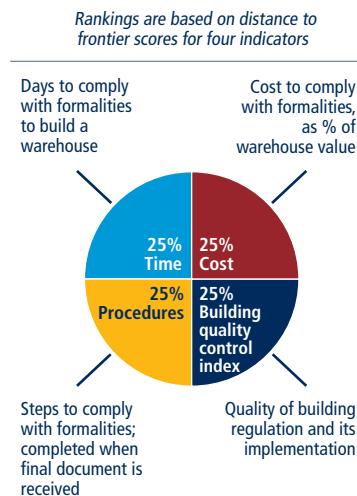 Rankings are based on distance to
frontier scores for four indicators
Days to comply
with formalities
to build a
warehouse
Cost to comply
with formalities,
as % of
warehouse value
25%
Time
25%
Cost
25%
Procedures
25%
Building
quality
control
index
Steps to comply
with formalities;
completed when
final document is
received
Quality of building
regulation and its
implementation